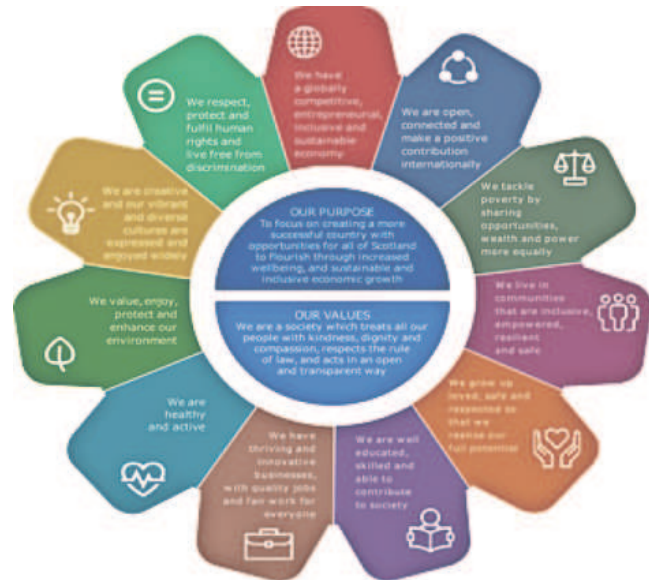 We have
a globally
competitive,
entrepreneurial,
inclusive and
sustainable
economy
We are open,
connected and
make a positive
contribution
internationally
We tackle
poverty by
sharing
opportunities,
wealth and power
more equally
We live in
communities
that are inclusive,
empowered,
resilient
and safe
We grow up
loved, safe and
respected so
that we
realise our
full potential
We are well
educated,
skilled and
able to
contribute
to society
We have
thriving and
innovative
businesses,
with quality jobs
and fair work for
everyone
We are
healthy
and active
We value, enjoy,
protect and
enhance our
environment
We are creative
and our vibrant
and diverse
cultures are
expressed and
enjoyed widely
We respect,
protect and
fulfil human
rights and
live free from
discrimination
OUR PURPOSE
To focus on creating a more
successful country with
opportunities for all of Scotland
to flourish through increased
wellbeing, and sustainable and
inclusive economic growth
OUR VALUES
We are a society which treats all our
people with kindness, dignity and
compassion, respects the rule
of law, and acts in an open
and transparent way